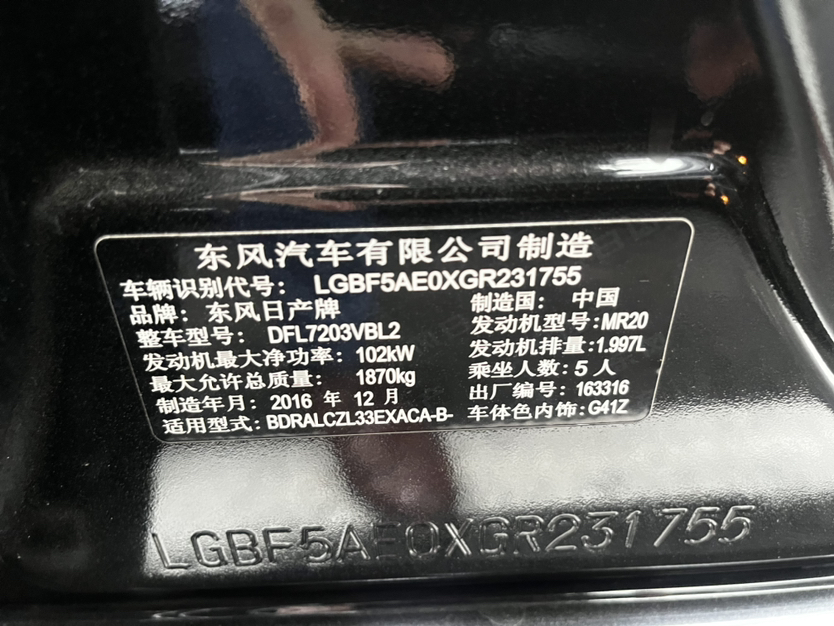 东风汽车有限公司制造
车辆识别代号： LGBF5AE0XGR231755
品牌： 东风日产牌 制造国： 中国
整车型号： DFL7203VBL2 发动机型号：MR20
发动机最大净功率： 102kW 发动机排量：1.997L
最大允许总质量： 1870kg 乘坐人数：5 人
制造年月： 2016 年 12 月 出厂编号： 163316
适用型式：BDRALCZL33EXACA-B- 车体色内饰：G41Z
LGBF5AE0XGR231755